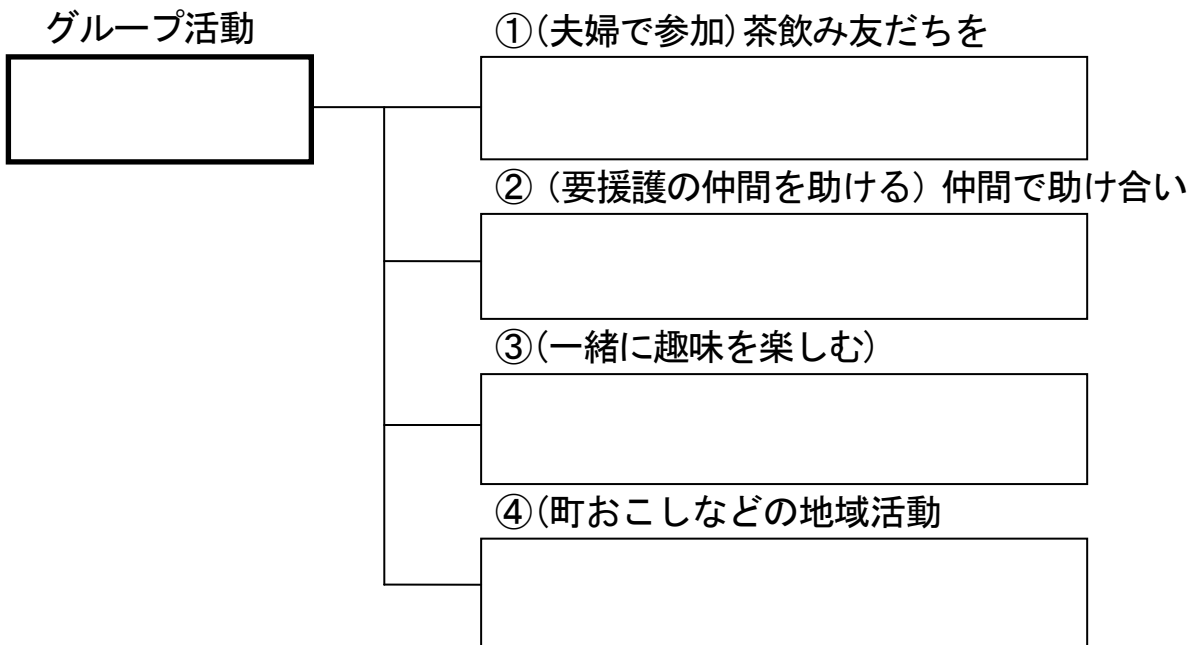 グループ活動
①(夫婦で参加)茶飲み友だちを
②（要援護の仲間を助ける）仲間で助け合い
③(一緒に趣味を楽しむ)
④(町おこしなどの地域活動